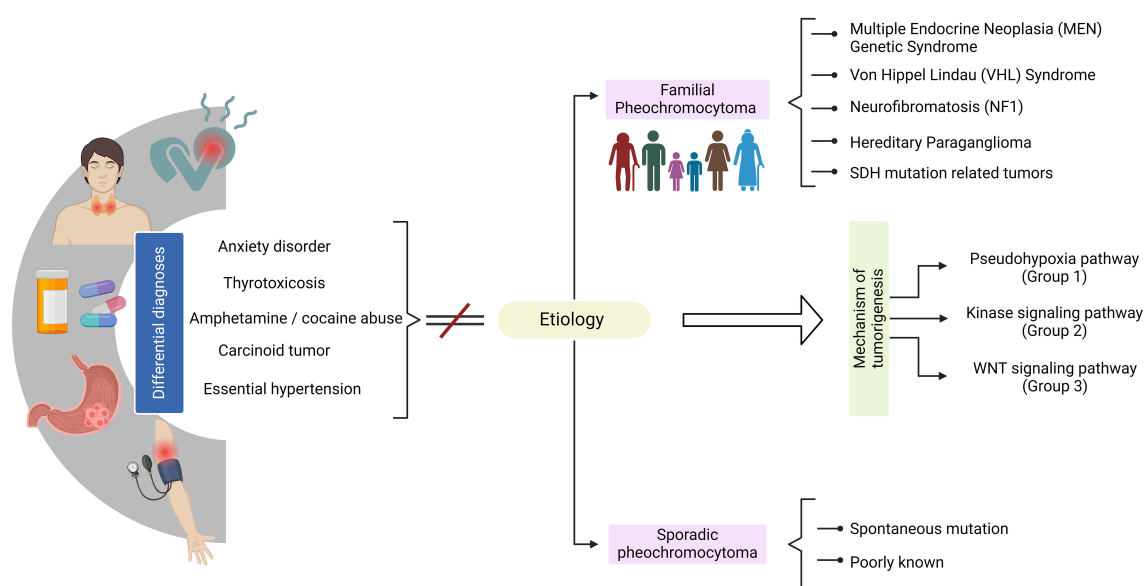 Differential diagnoses
Anxiety disorder
Thyrotoxicosis
Amphetamine / cocaine abuse
Carcinoid tumor
Essential hypertension
Etiology
Familial
Pheochromocytoma
Multiple Endocrine Neoplasia (MEN)
Genetic Syndrome
Von Hippel Lindau (VHL) Syndrome
Neurofibromatosis (NF1)
Hereditary Paraganglioma
SDH mutation related tumors
Mechanism of
tumorigenesis
Pseudohypoxia pathway
(Group 1)
Kinase signaling pathway
(Group 2)
WNT signaling pathway
(Group 3)
Sporadic
pheochromocytoma
Spontaneous mutation
Poorly known